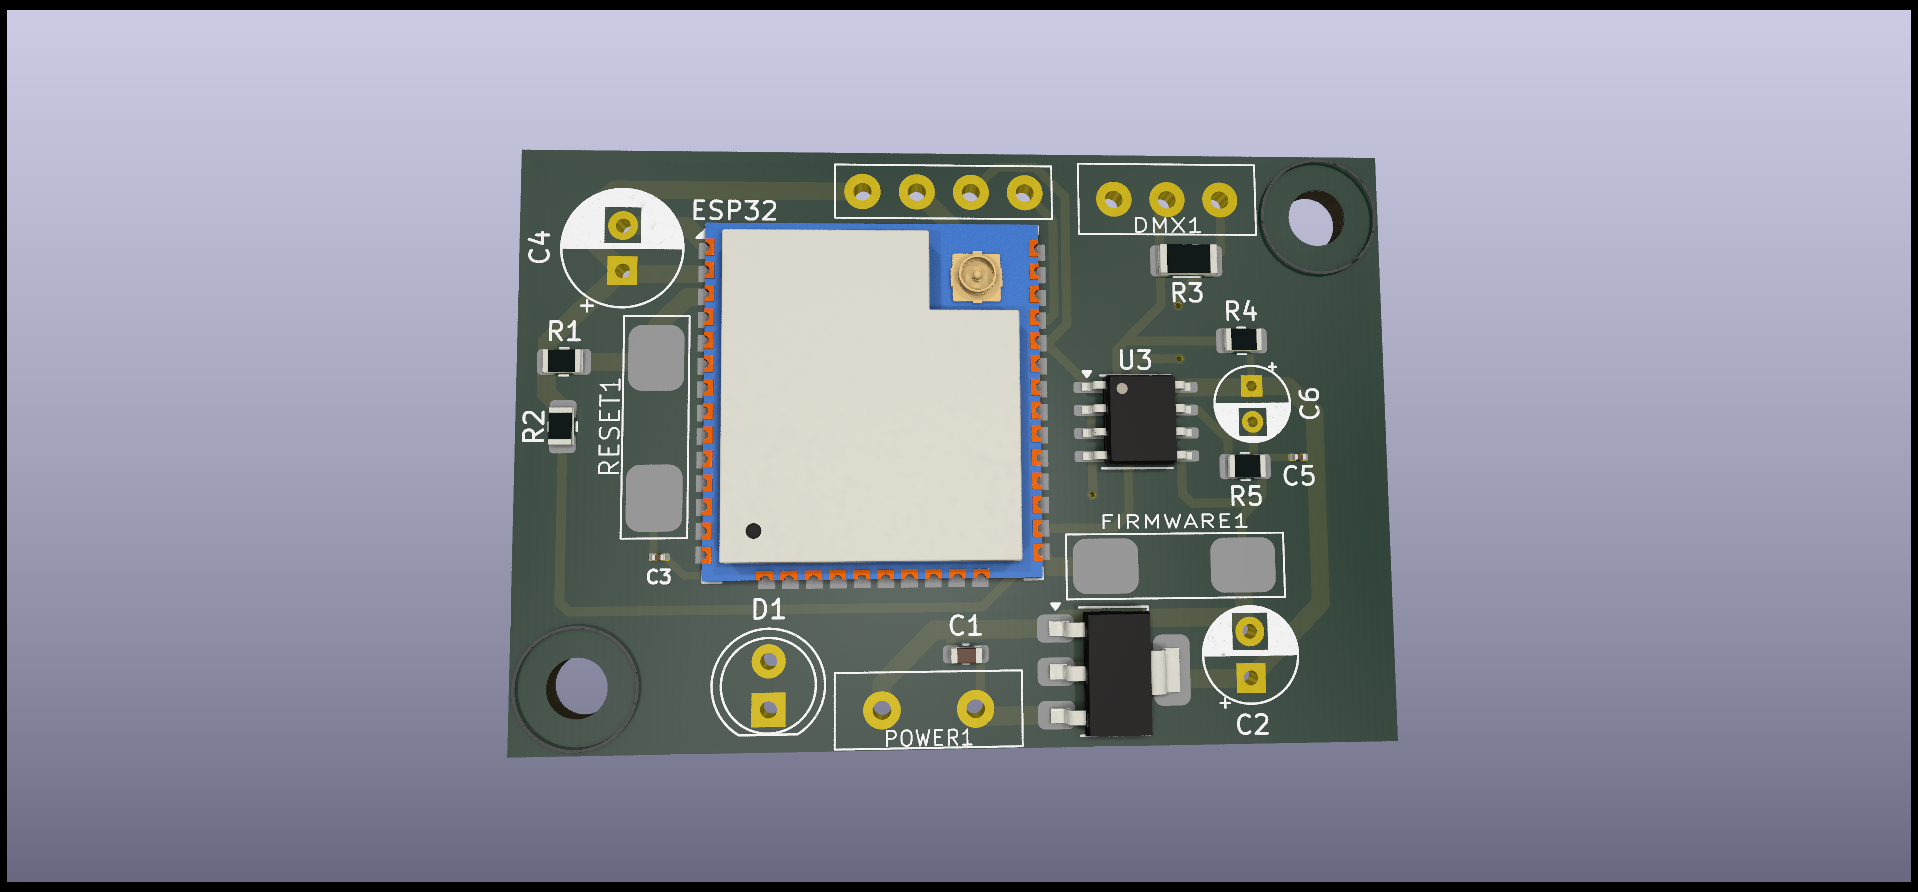 ESP32
C4
+
DMX1
R3
R1
R4
U3
+
RESET1
C6
R2
C5
R5
FIRMWARE1
C3
D1
C1
+
C2
POWER1